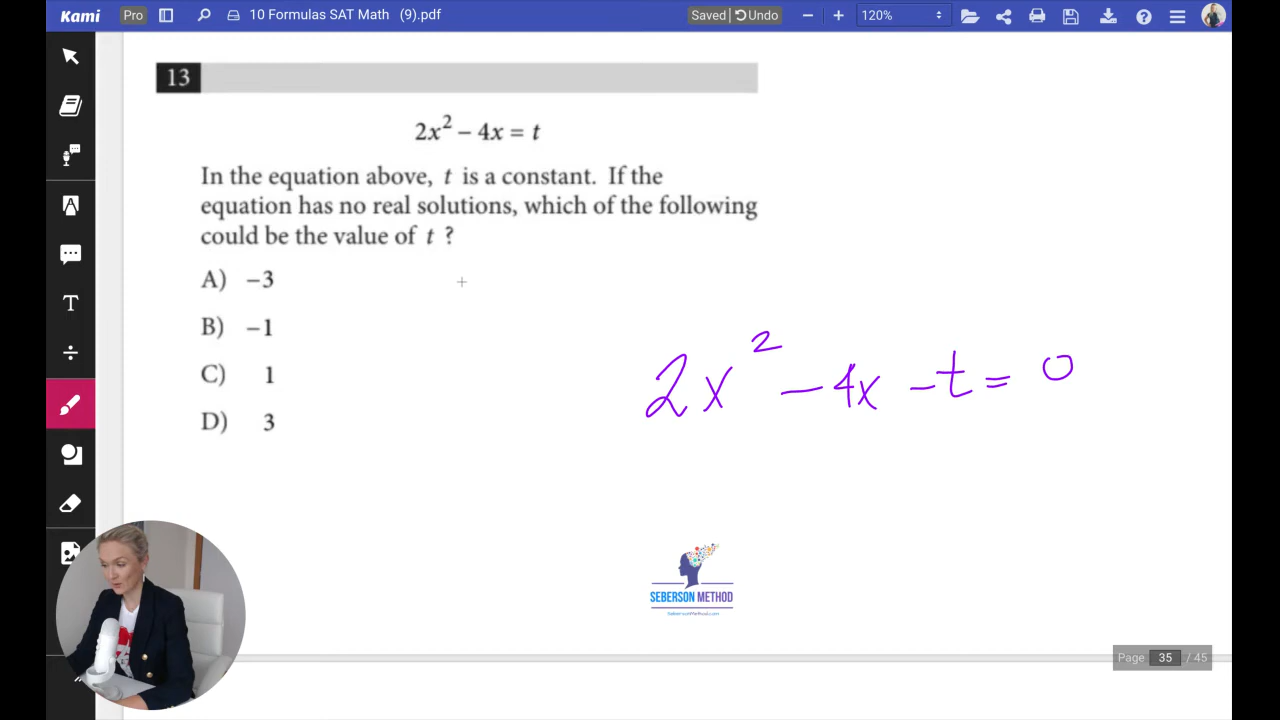 Kami Pro 10 Formulas SAT Math (9).pdf Saved Undo 120%
13
2x² – 4x = t
In the equation above, t is a constant. If the
equation has no real solutions, which of the following
could be the value of t ?
A) –3
B) –1
C) 1
D) 3
2x² – 4x – t = 0
SEBERSON METHOD
SebersonMethod.com
Page 35 / 45